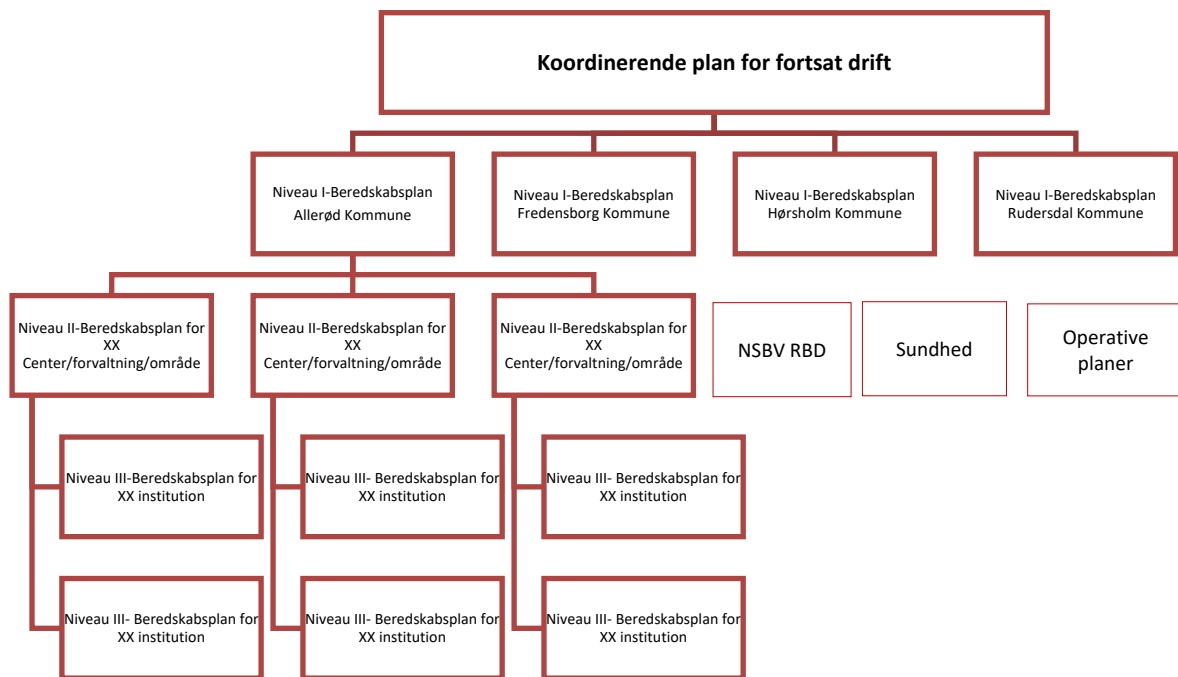 Koordinerende plan for fortsat drift
Niveau I-Beredskabsplan
Allerød Kommune
Niveau I-Beredskabsplan
Fredensborg Kommune
Niveau I-Beredskabsplan
Hørsholm Kommune
Niveau I-Beredskabsplan
Rudersdal Kommune
Niveau II-Beredskabsplan for
XX
Center/forvaltning/område
Niveau II-Beredskabsplan for
XX
Center/forvaltning/område
Niveau II-Beredskabsplan for
XX
Center/forvaltning/område
NSBV RBD
Sundhed
Operative
planer
Niveau III-Beredskabsplan for
XX institution
Niveau III- Beredskabsplan for
XX institution
Niveau III- Beredskabsplan for
XX institution
Niveau III- Beredskabsplan for
XX institution
Niveau III- Beredskabsplan for
XX institution
Niveau III- Beredskabsplan for
XX institution